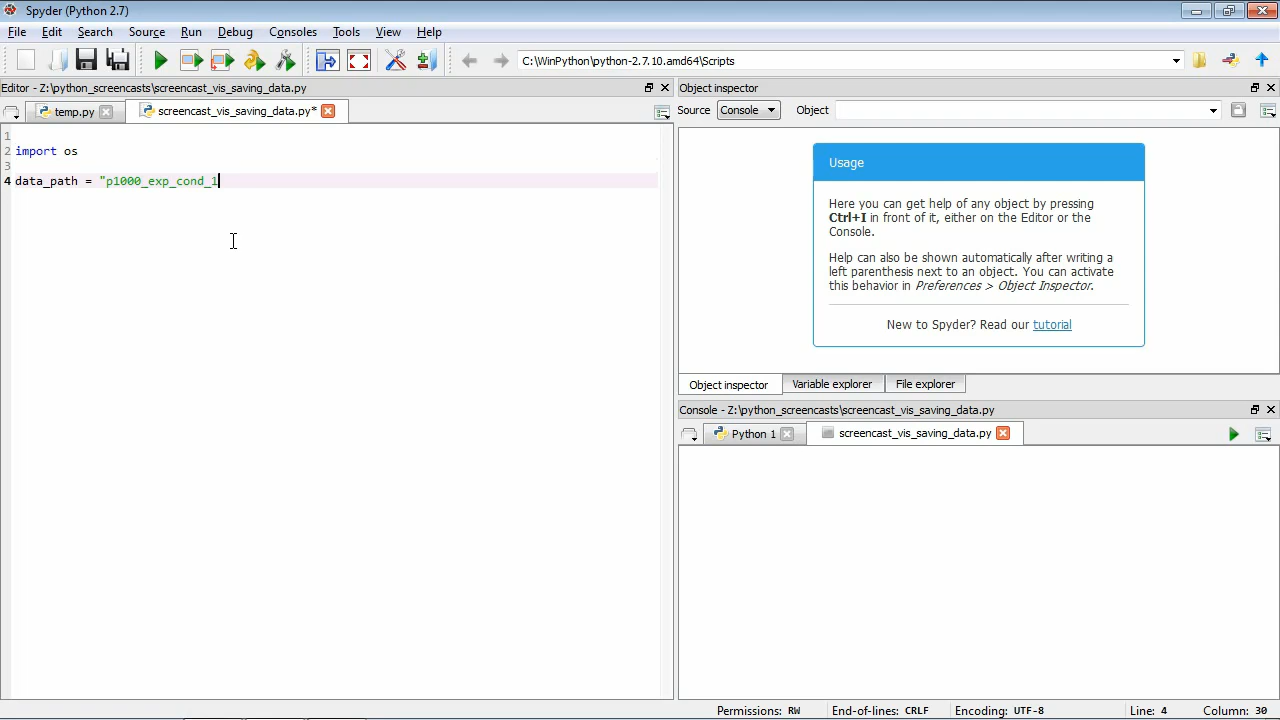 Spyder (Python 2.7)
File Edit Search Source Run Debug Consoles Tools View Help
C:\WinPython\python-2.7.10.amd64\Scripts
Editor - Z:\python_screencasts\screencast_vis_saving_data.py
temp.py screencast_vis_saving_data.py*
1
2 import os
3
4 data_path = "p1000_exp_cond_1
Object inspector
Source Console Object
Usage
Here you can get help of any object by pressing
Ctrl+I in front of it, either on the Editor or the
Console.
Help can also be shown automatically after writing a
left parenthesis next to an object. You can activate
this behavior in Preferences > Object Inspector.
New to Spyder? Read our tutorial
Object inspector Variable explorer File explorer
Console - Z:\python_screencasts\screencast_vis_saving_data.py
Python 1 screencast_vis_saving_data.py
Permissions: RW End-of-lines: CRLF Encoding: UTF-8 Line: 4 Column: 30